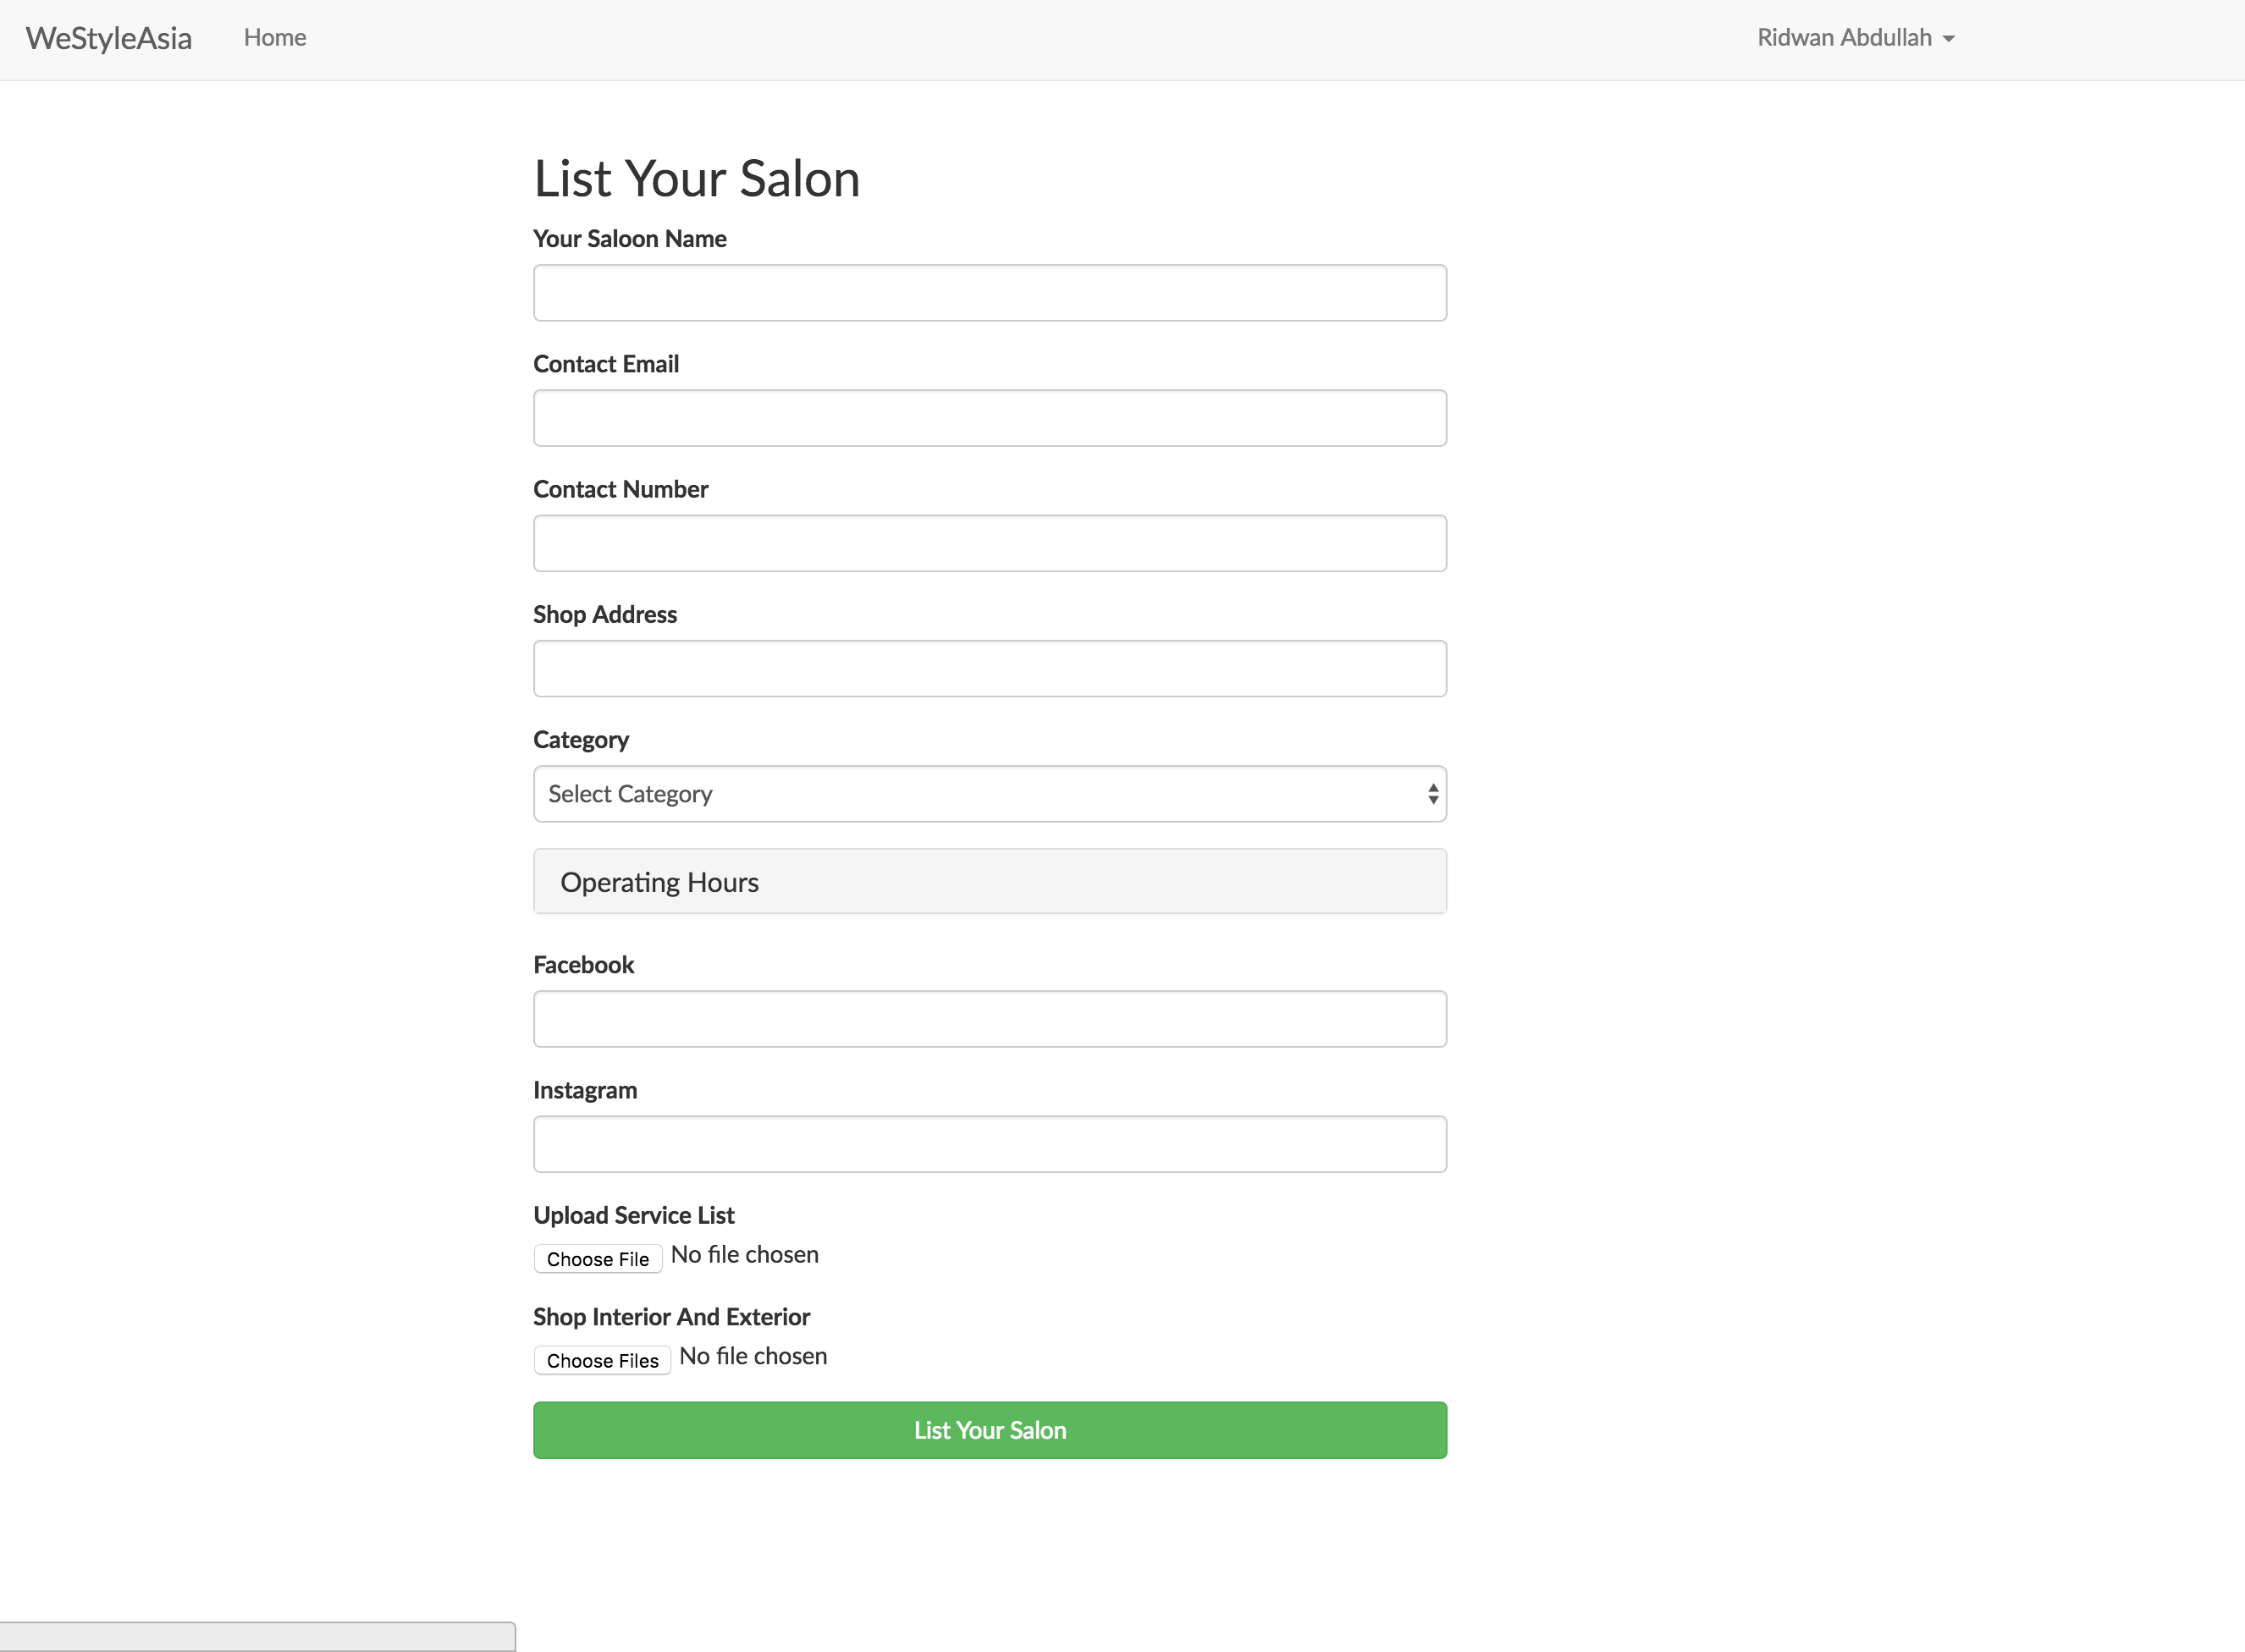 WeStyleAsia Home Ridwan Abdullah
List Your Salon
Your Saloon Name
Contact Email
Contact Number
Shop Address
Category
Select Category
Operating Hours
Facebook
Instagram
Upload Service List
Choose File No file chosen
Shop Interior And Exterior
Choose Files No file chosen
List Your Salon